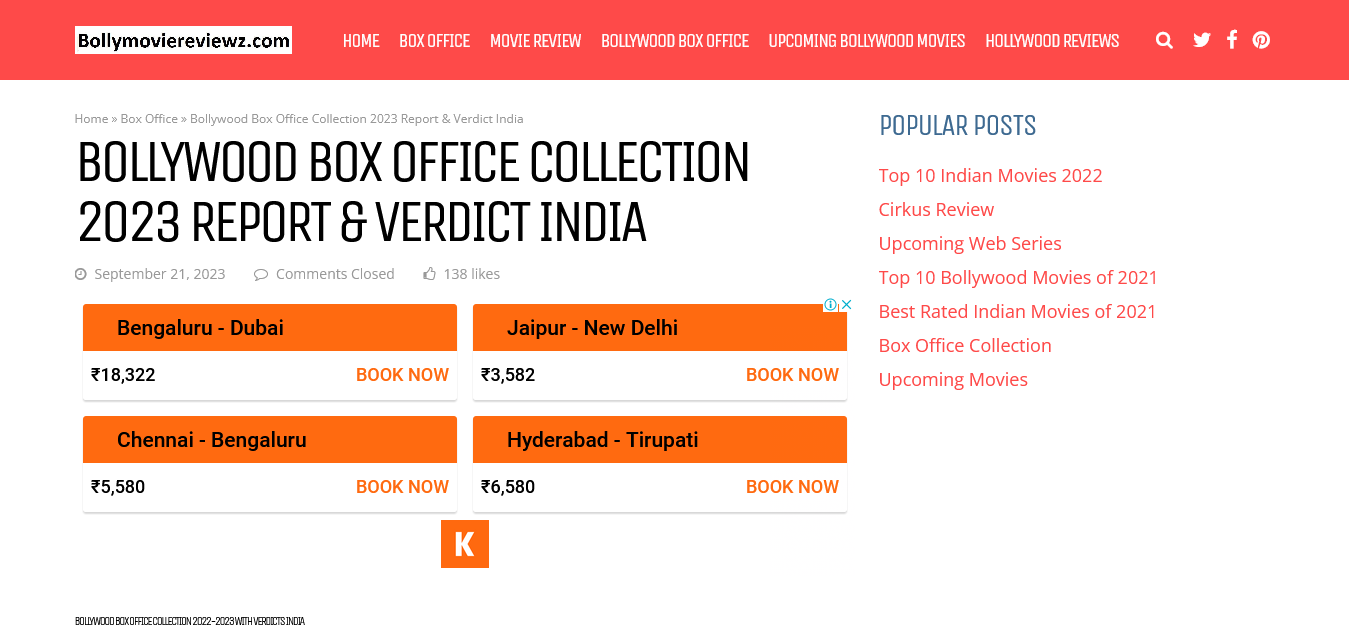 Bollymoviereviewz.com
HOME BOX OFFICE MOVIE REVIEW BOLLYWOOD BOX OFFICE UPCOMING BOLLYWOOD MOVIES HOLLYWOOD REVIEWS
Home » Box Office » Bollywood Box Office Collection 2023 Report & Verdict India
BOLLYWOOD BOX OFFICE COLLECTION
2023 REPORT & VERDICT INDIA
September 21, 2023 Comments Closed 138 likes
Bengaluru - Dubai
₹18,322 BOOK NOW
Jaipur - New Delhi
₹3,582 BOOK NOW
Chennai - Bengaluru
₹5,580 BOOK NOW
Hyderabad - Tirupati
₹6,580 BOOK NOW
K
BOLLYWOOD BOX OFFICE COLLECTION 2022-2023 WITH VERDICTS INDIA
POPULAR POSTS
Top 10 Indian Movies 2022
Cirkus Review
Upcoming Web Series
Top 10 Bollywood Movies of 2021
Best Rated Indian Movies of 2021
Box Office Collection
Upcoming Movies